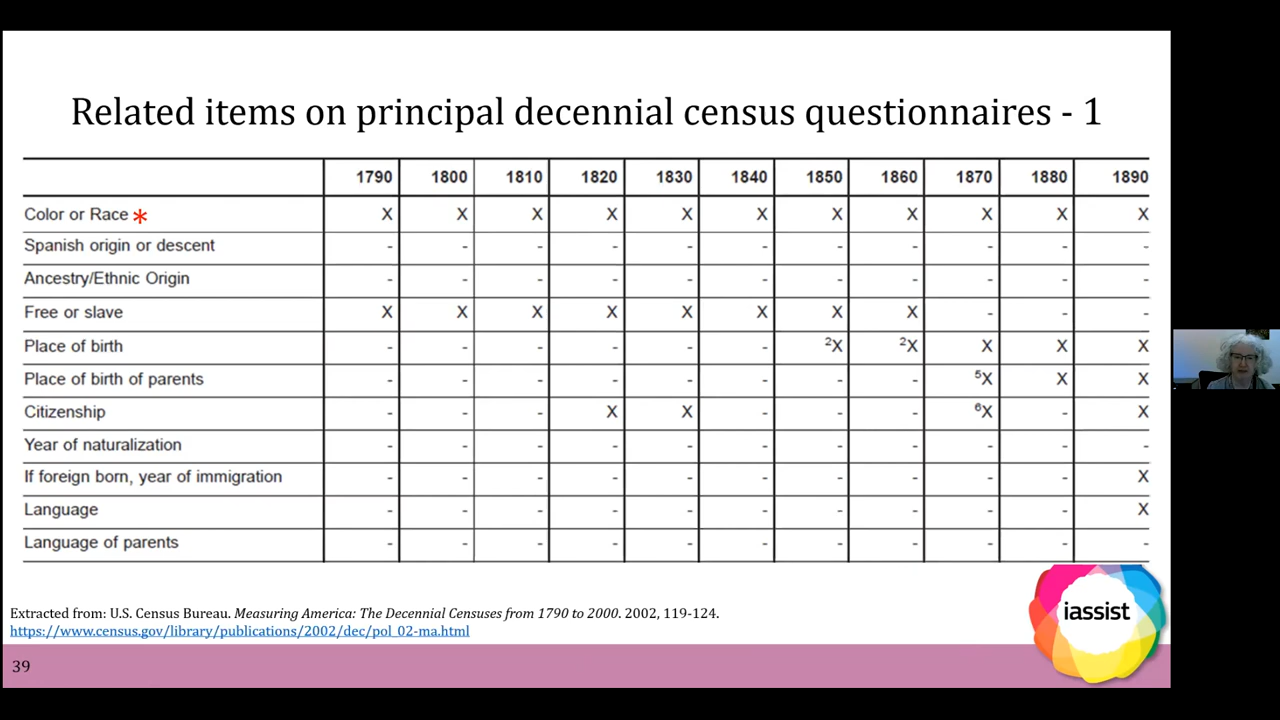 Related items on principal decennial census questionnaires - 1
1790 1800 1810 1820 1830 1840 1850 1860 1870 1880 1890
Color or Race * X X X X X X X X X X X
Spanish origin or descent - - - - - - - - - - -
Ancestry/Ethnic Origin - - - - - - - - - - -
Free or slave X X X X X X X X - - -
Place of birth - - - - - - ²X ²X X X X
Place of birth of parents - - - - - - - - ⁵X X X
Citizenship - - - X X - - - ⁶X - X
Year of naturalization - - - - - - - - - - -
If foreign born, year of immigration - - - - - - - - - - X
Language - - - - - - - - - - X
Language of parents - - - - - - - - - - -
Extracted from: U.S. Census Bureau. Measuring America: The Decennial Censuses from 1790 to 2000. 2002, 119-124.
https://www.census.gov/library/publications/2002/dec/pol_02-ma.html
iassist
39